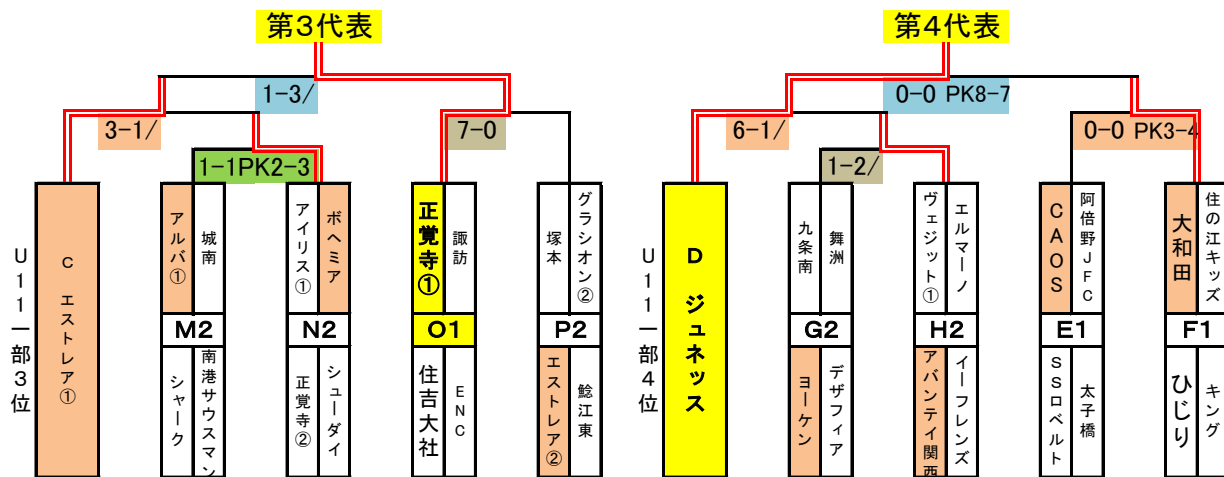 第3代表
第4代表
1-3/
0-0 PK8-7
3-1/
7-0
6-1/
0-0 PK3-4
1-1PK2-3
1-2/
U11一部3位
C エストレア①
アルバ①
城南
M2
シャーク
南港サウスマン
アイリス①
ボヘミア
N2
正覚寺②
シューダイ
正覚寺①
諏訪
O1
住吉大社
ENC
塚本
グラシオン②
P2
エストレア②
鯰江東
U11一部4位
D ジュネッス
九条南
舞洲
G2
ヨーケン
デザフィア
ヴェジット①
エルマーノ
H2
アバンティ関西
イーフレンズ
CAOS
阿倍野JFC
E1
SSロベルト
太子橋
大和田
住の江キッズ
F1
ひじり
キング